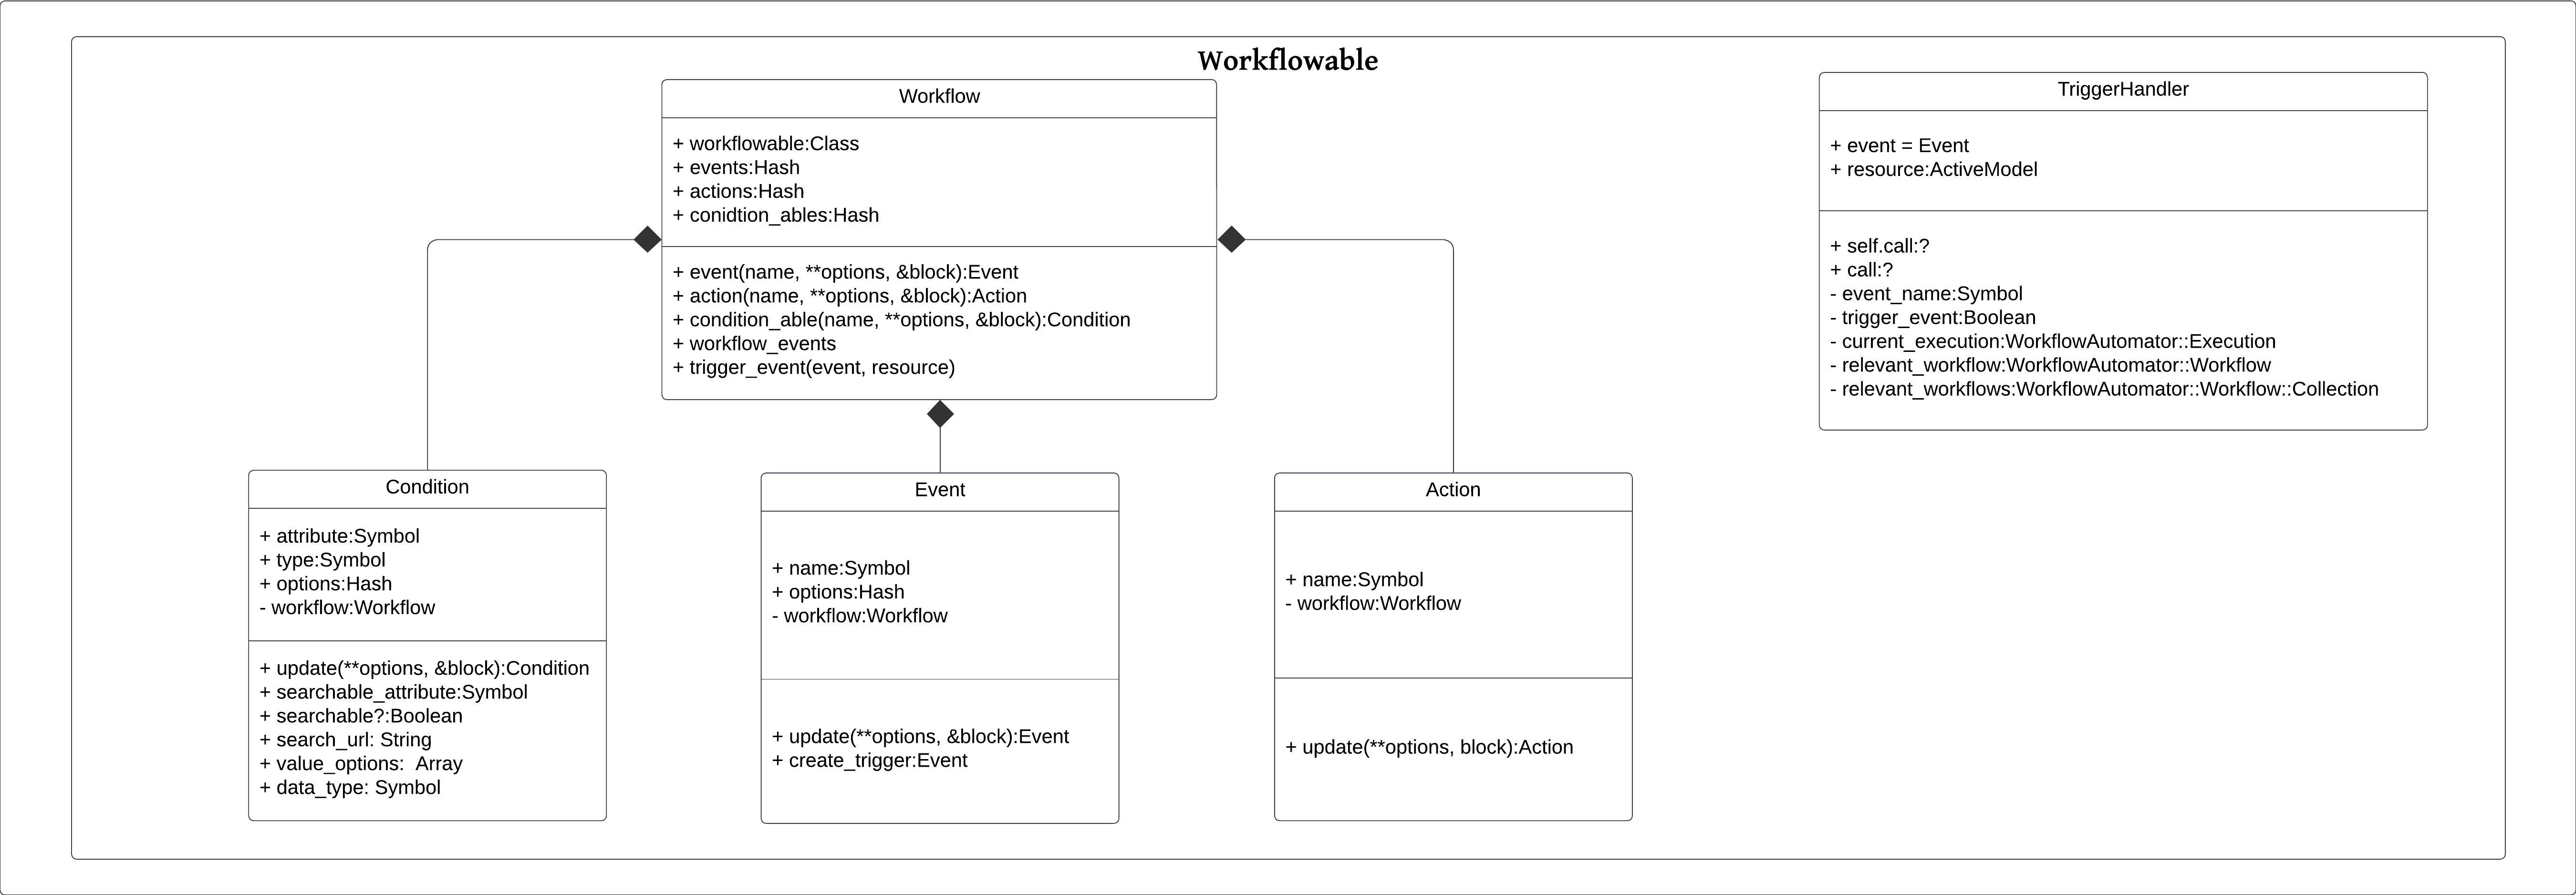 Workflowable
Workflow
+ workflowable:Class
+ events:Hash
+ actions:Hash
+ conidtion_ables:Hash
+ event(name, **options, &block):Event
+ action(name, **options, &block):Action
+ condition_able(name, **options, &block):Condition
+ workflow_events
+ trigger_event(event, resource)
TriggerHandler
+ event = Event
+ resource:ActiveModel
+ self.call:?
+ call:?
- event_name:Symbol
- trigger_event:Boolean
- current_execution:WorkflowAutomator::Execution
- relevant_workflow:WorkflowAutomator::Workflow
- relevant_workflows:WorkflowAutomator::Workflow::Collection
Condition
+ attribute:Symbol
+ type:Symbol
+ options:Hash
- workflow:Workflow
+ update(**options, &block):Condition
+ searchable_attribute:Symbol
+ searchable?:Boolean
+ search_url: String
+ value_options:  Array
+ data_type: Symbol
Event
+ name:Symbol
+ options:Hash
- workflow:Workflow
+ update(**options, &block):Event
+ create_trigger:Event
Action
+ name:Symbol
- workflow:Workflow
+ update(**options, block):Action